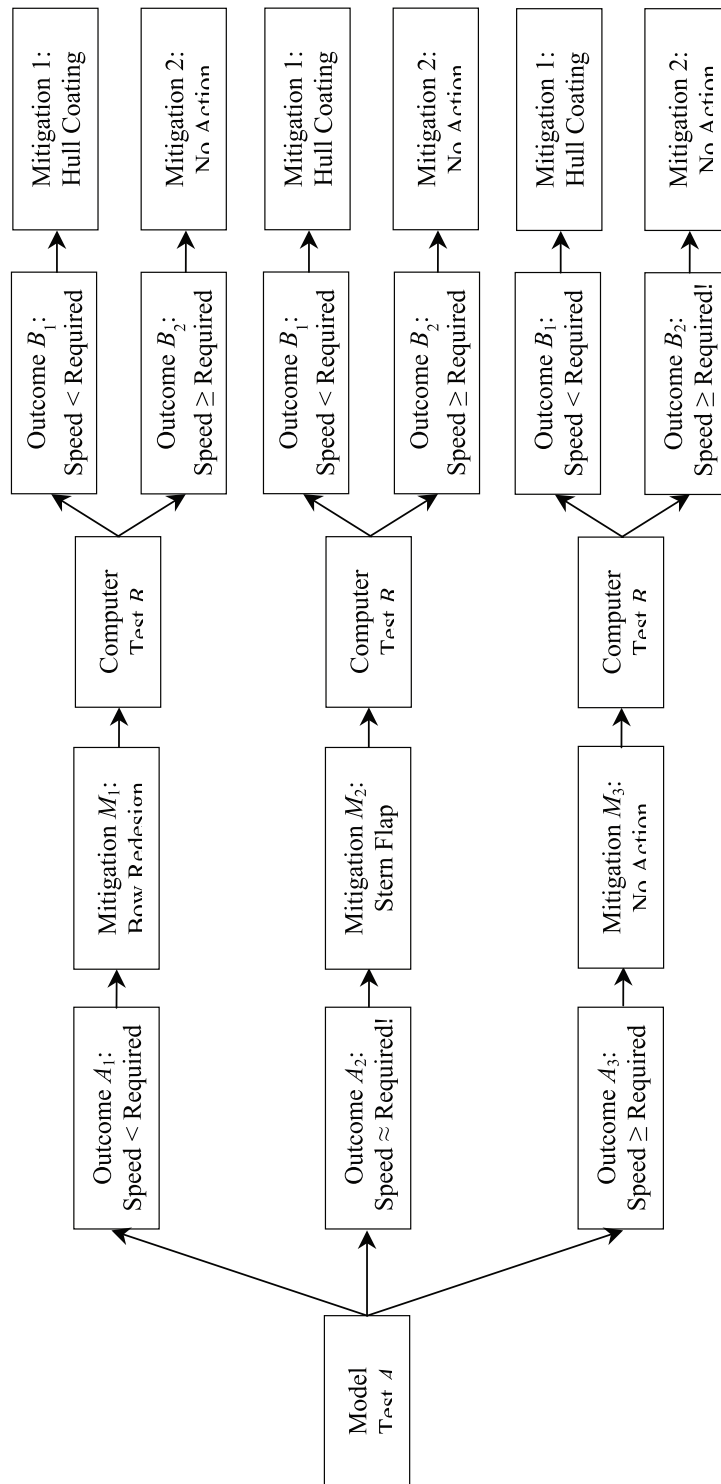 Model
Test A
Outcome A₁:
Speed < Required
Outcome A₂:
Speed ≈ Required!
Outcome A₃:
Speed ≥ Required
Mitigation M₁:
Bow Redesign
Mitigation M₂:
Stern Flap
Mitigation M₃:
No Action
Computer
Test B
Computer
Test B
Computer
Test B
Outcome B₁:
Speed < Required
Outcome B₂:
Speed ≥ Required
Outcome B₁:
Speed < Required
Outcome B₂:
Speed ≥ Required
Outcome B₁:
Speed < Required
Outcome B₂:
Speed ≥ Required!
Mitigation 1:
Hull Coating
Mitigation 2:
No Action
Mitigation 1:
Hull Coating
Mitigation 2:
No Action
Mitigation 1:
Hull Coating
Mitigation 2:
No Action